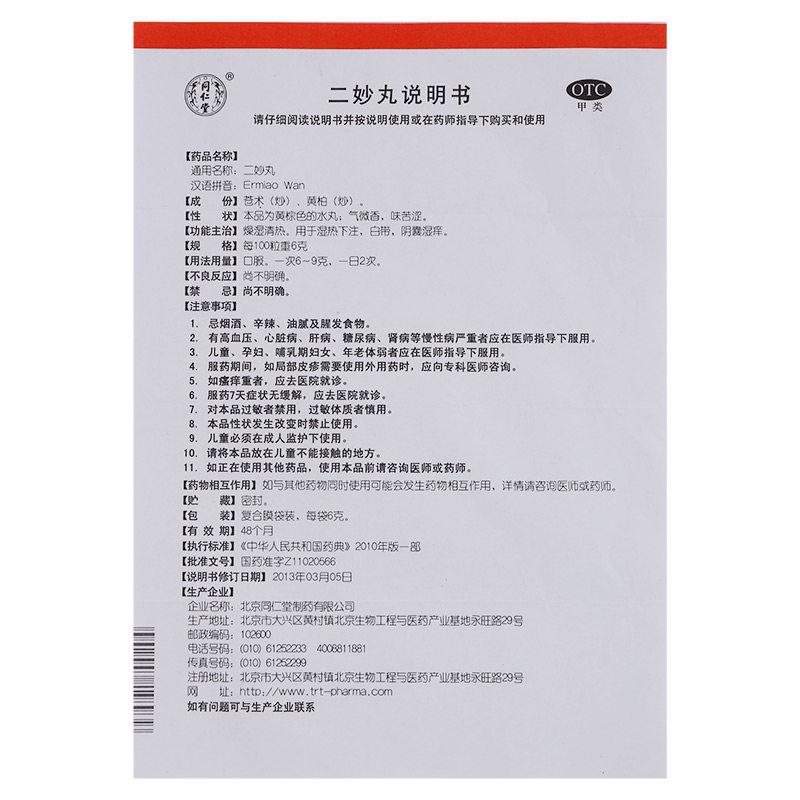 同仁堂
®
二妙丸说明书
OTC
甲类
请仔细阅读说明书并按说明使用或在药师指导下购买和使用
【药品名称】
通用名称：二妙丸
汉语拼音：Ermiao Wan
【成 份】苍术（炒）、黄柏（炒）。
【性 状】本品为黄棕色的水丸；气微香，味苦涩。
【功能主治】燥湿清热。用于湿热下注，白带，阴囊湿痒。
【规 格】每100粒重6克
【用法用量】口服。一次6～9克，一日2次。
【不良反应】尚不明确。
【禁 忌】尚不明确。
【注意事项】
1. 忌烟酒、辛辣、油腻及腥发食物。
2. 有高血压、心脏病、肝病、糖尿病、肾病等慢性病严重者应在医师指导下服用。
3. 儿童、孕妇、哺乳期妇女、年老体弱者应在医师指导下服用。
4. 服药期间，如局部皮疹需要使用外用药时，应向专科医师咨询。
5. 如瘙痒重者，应去医院就诊。
6. 服药7天症状无缓解，应去医院就诊。
7. 对本品过敏者禁用，过敏体质者慎用。
8. 本品性状发生改变时禁止使用。
9. 儿童必须在成人监护下使用。
10. 请将本品放在儿童不能接触的地方。
11. 如正在使用其他药品，使用本品前请咨询医师或药师。
【药物相互作用】如与其他药物同时使用可能会发生药物相互作用，详情请咨询医师或药师。
【贮 藏】密封。
【包 装】复合膜袋装，每袋6克。
【有 效 期】48个月
【执行标准】《中华人民共和国药典》2010年版一部
【批准文号】国药准字Z11020566
【说明书修订日期】2013年03月05日
【生产企业】
企业名称：北京同仁堂制药有限公司
生产地址：北京市大兴区黄村镇北京生物工程与医药产业基地永旺路29号
邮政编码：102600
电话号码：(010) 61252233 4008811881
传真号码：(010) 61252299
注册地址：北京市大兴区黄村镇北京生物工程与医药产业基地永旺路29号
网 址：http://www.trt-pharma.com
如有问题可与生产企业联系